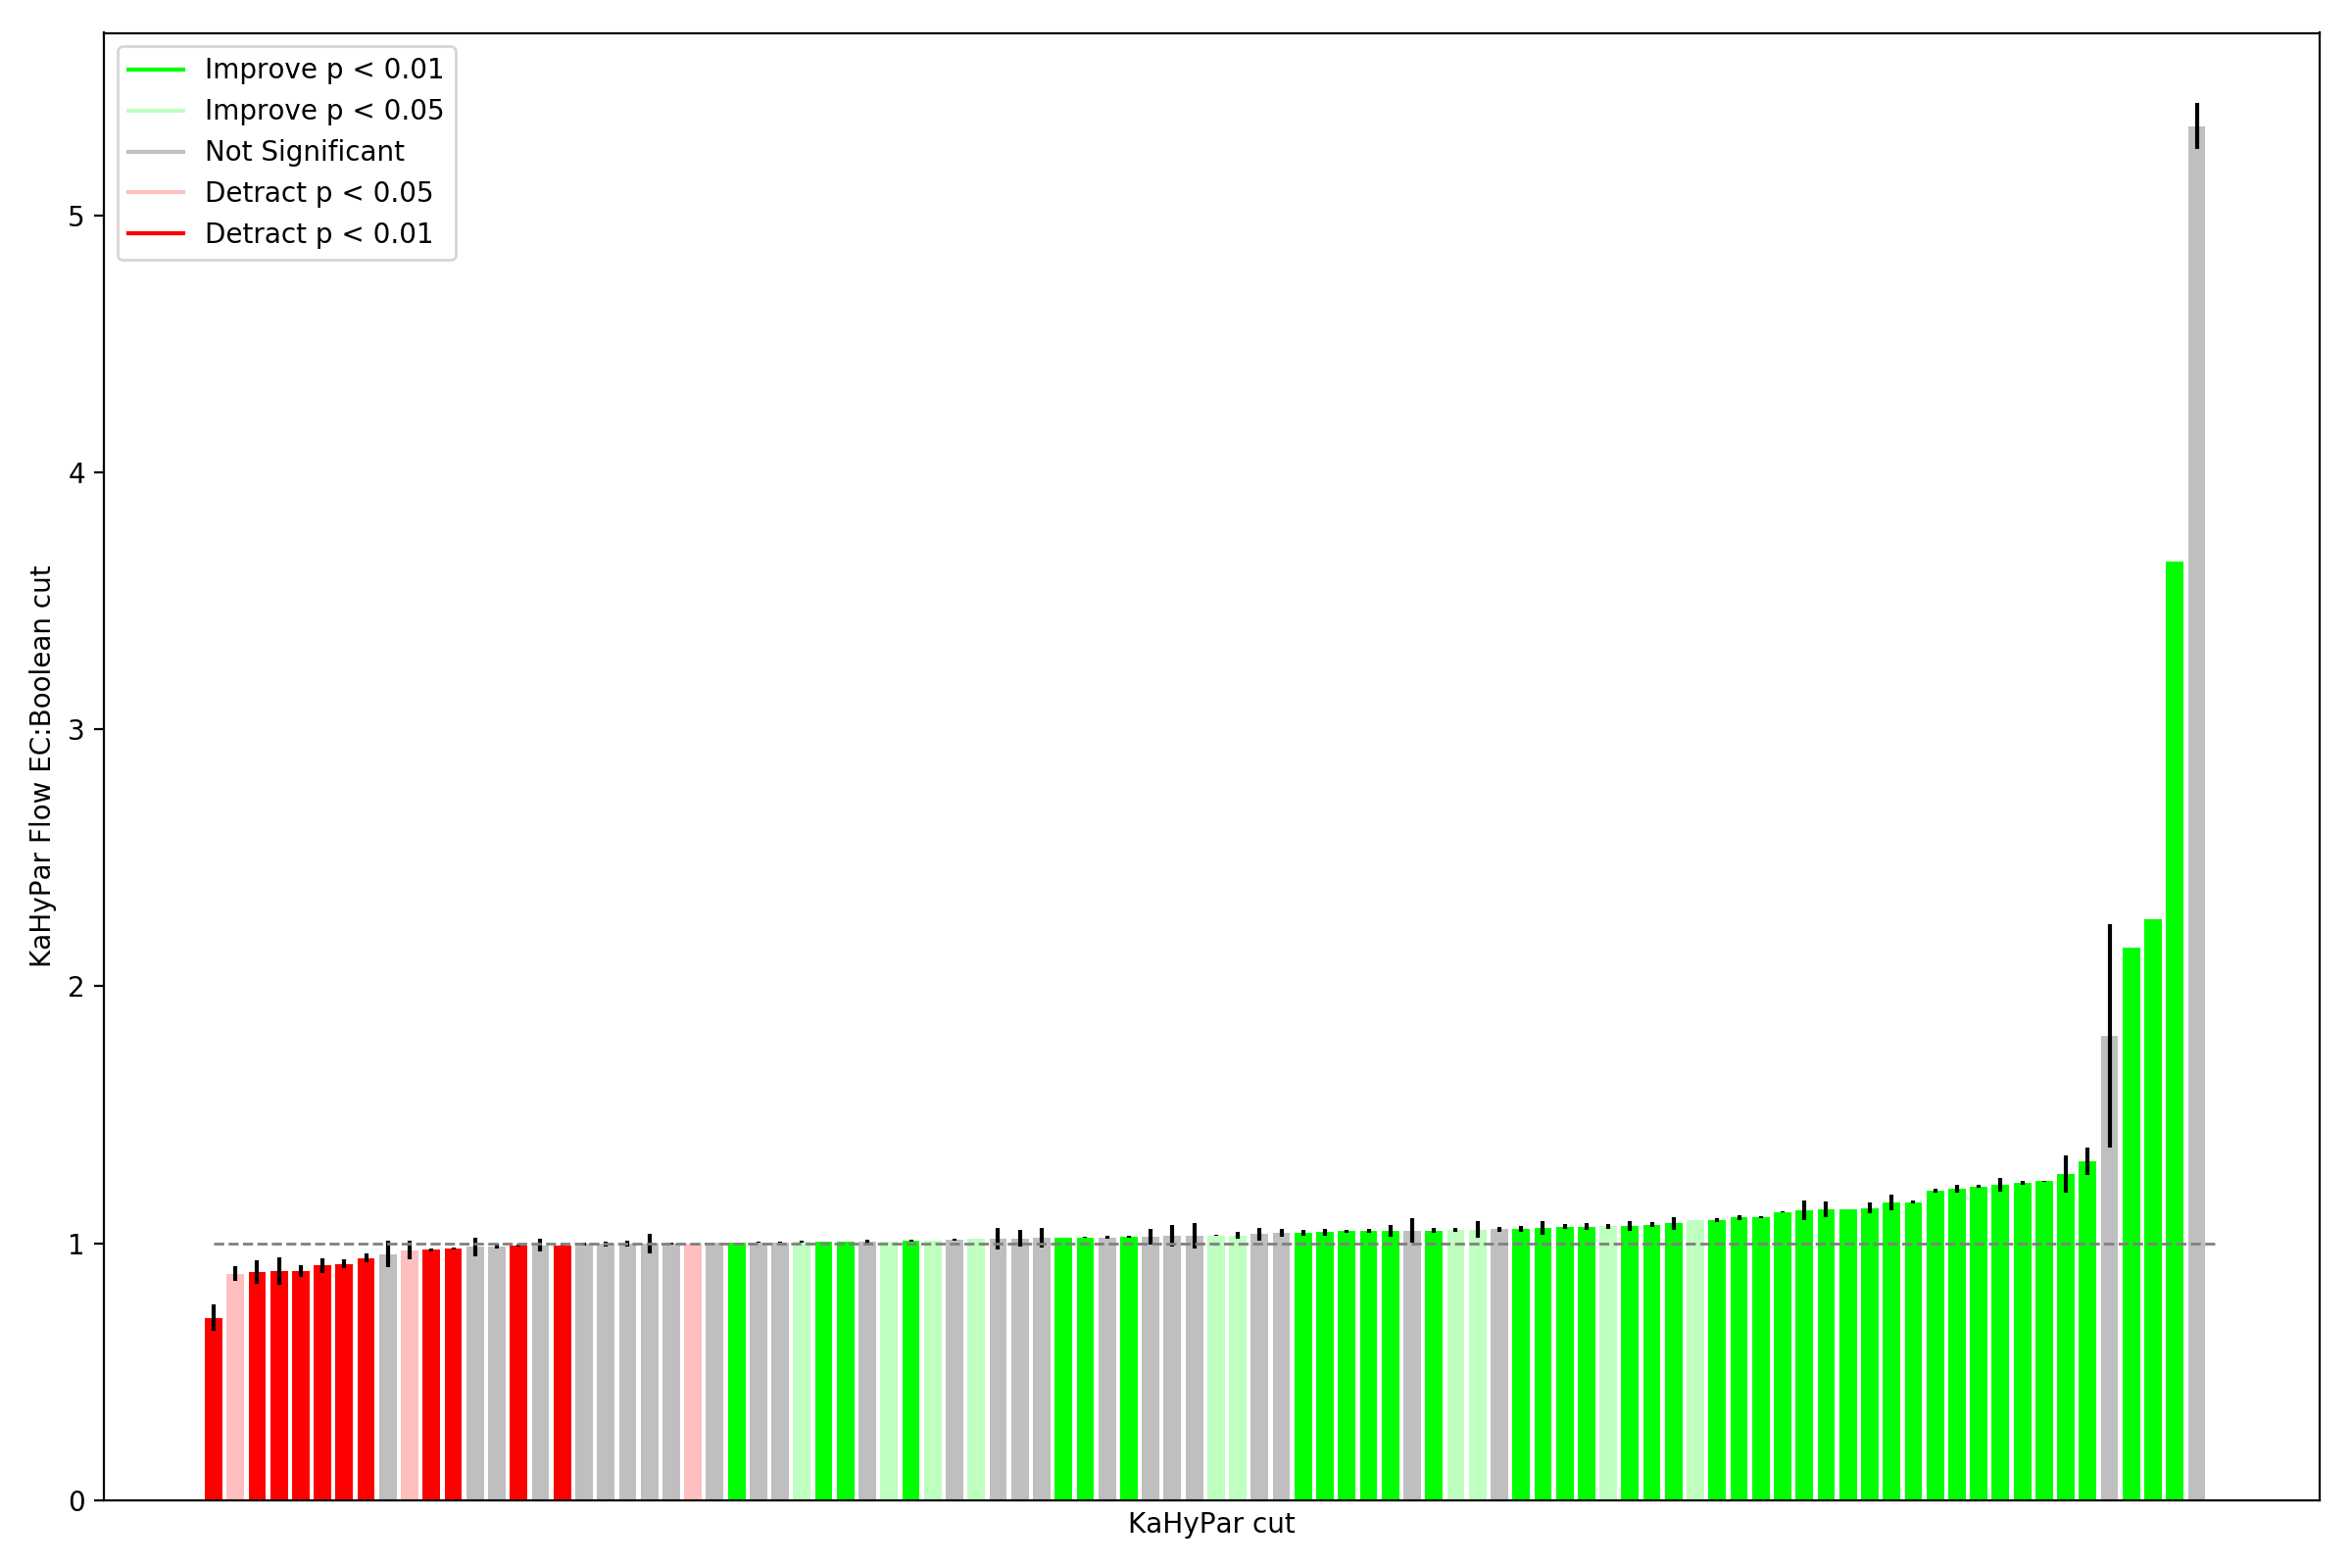 Improve p < 0.01
Improve p < 0.05
Not Significant
Detract p < 0.05
Detract p < 0.01
5
4
3
2
1
0
KaHyPar Flow EC:Boolean cut
KaHyPar cut